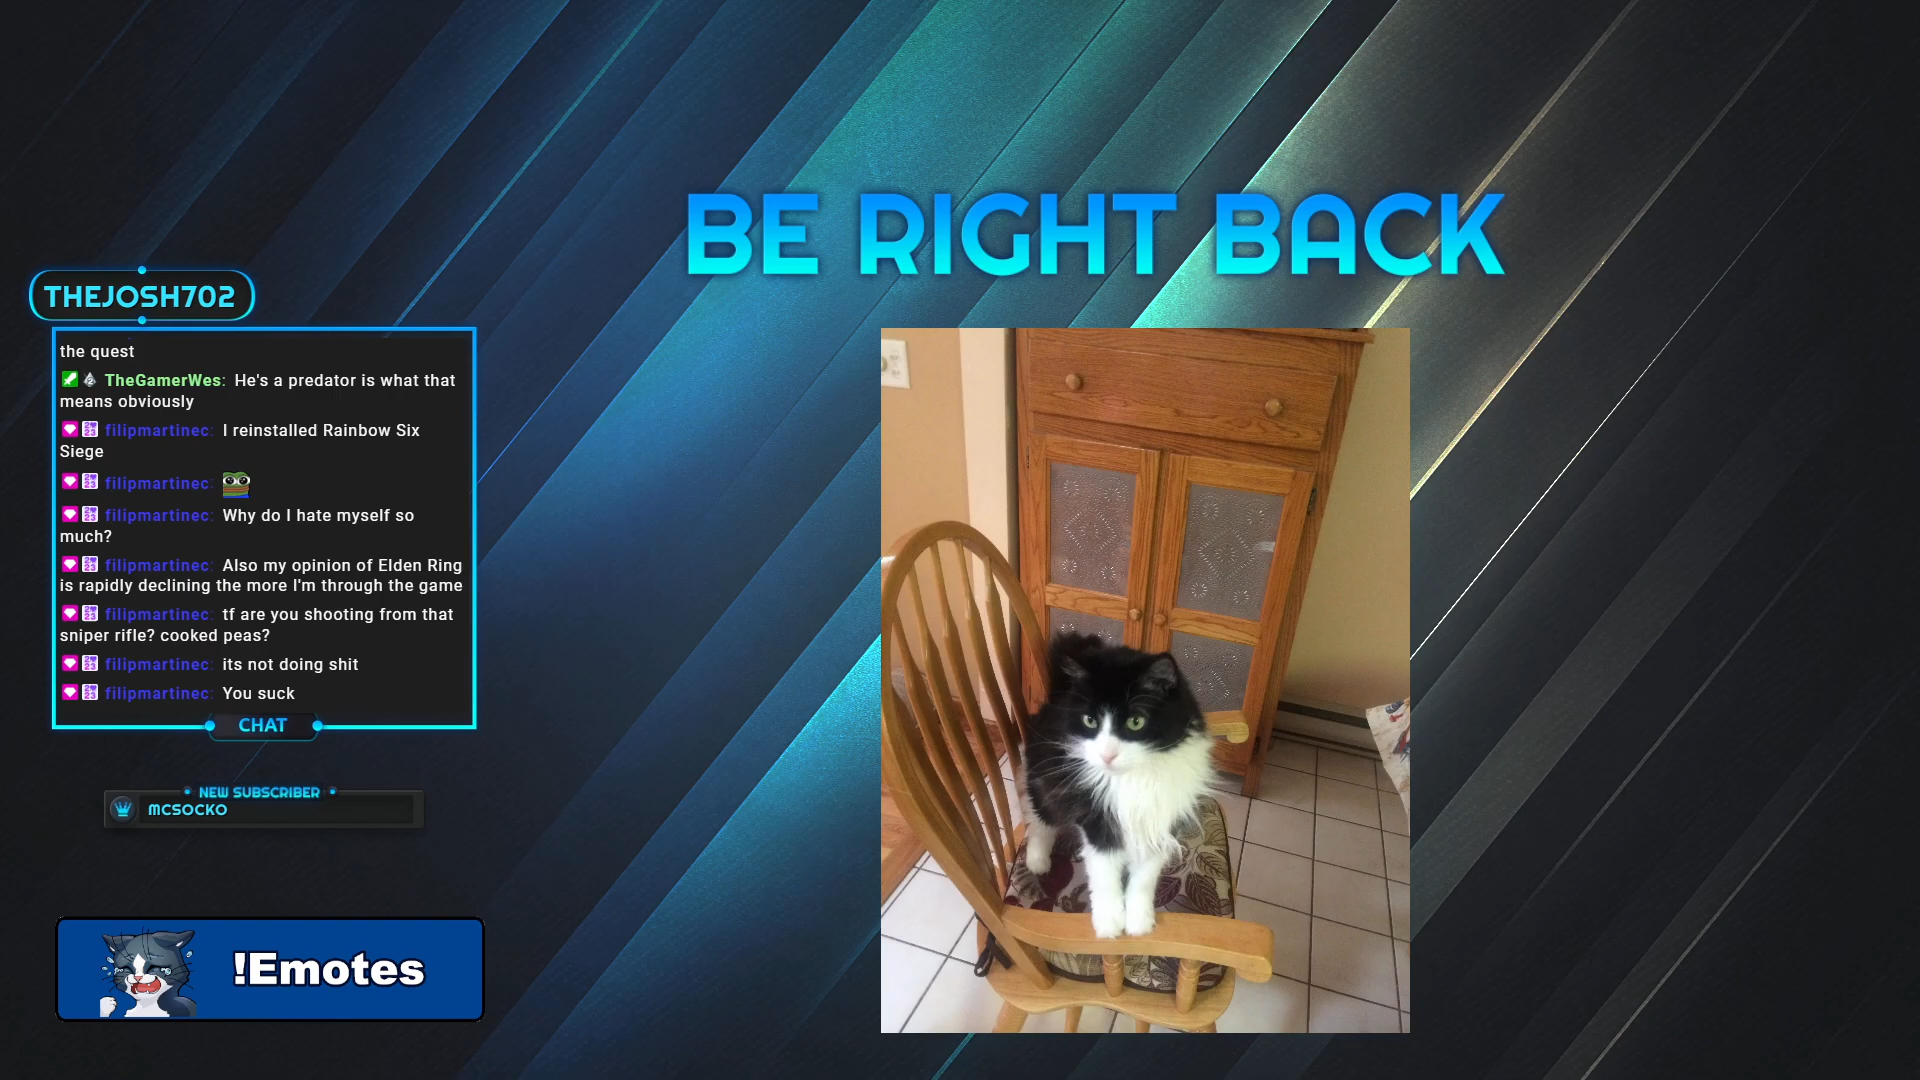 BE RIGHT BACK
THEJOSH702
the quest
TheGamerWes: He's a predator is what that
means obviously
filipmartinec: I reinstalled Rainbow Six
Siege
filipmartinec:
filipmartinec: Why do I hate myself so
much?
filipmartinec: Also my opinion of Elden Ring
is rapidly declining the more I'm through the game
filipmartinec: tf are you shooting from that
sniper rifle? cooked peas?
filipmartinec: its not doing shit
filipmartinec: You suck
CHAT
NEW SUBSCRIBER
MCSOCKO
!Emotes